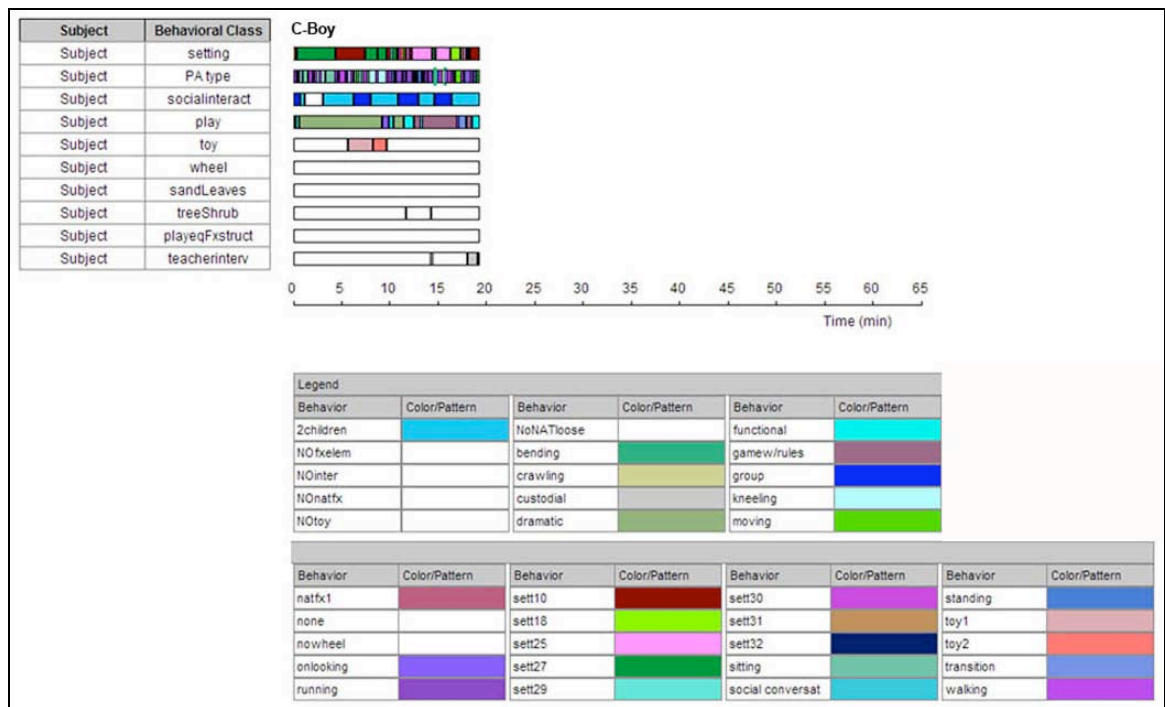 Subject Behavioral Class C-Boy
Subject setting
Subject PA type
Subject socialinteract
Subject play
Subject toy
Subject wheel
Subject sandLeaves
Subject treeShrub
Subject playeqFxstruct
Subject teacherinterv
0 5 10 15 20 25 30 35 40 45 50 55 60 65
Time (min)
Legend
Behavior Color/Pattern Behavior Color/Pattern Behavior Color/Pattern
2children NoNATloose functional
NOfxelem bending gamew/rules
NOinter crawling group
NOnatfx custodial kneeling
NOtoy dramatic moving
Behavior Color/Pattern Behavior Color/Pattern Behavior Color/Pattern Behavior Color/Pattern
natfx1 sett10 sett30 standing
none sett18 sett31 toy1
nowheel sett25 sett32 toy2
onlooking sett27 sitting transition
running sett29 social conversat walking